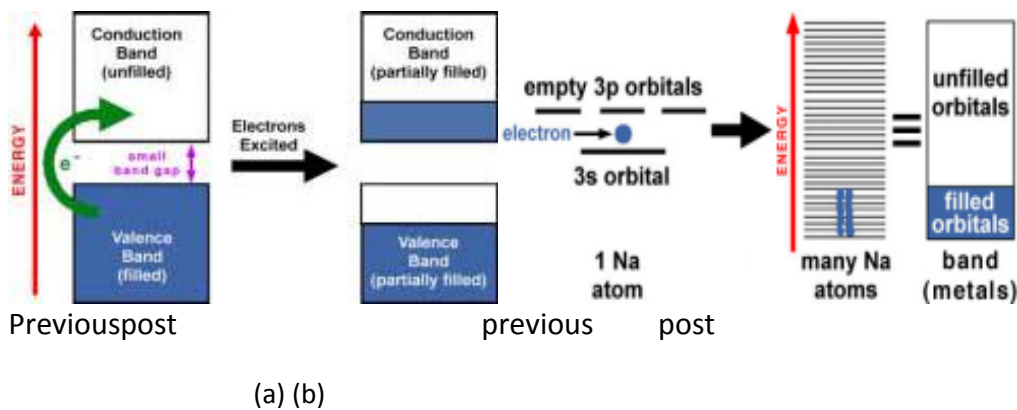 ENERGY
Conduction
Band
(unfilled)
e-
small
band gap
Valence
Band
(filled)
Electrons
Excited
Conduction
Band
(partially filled)
Valence
Band
(partially filled)
empty 3p orbitals
electron
3s orbital
1 Na
atom
ENERGY
many Na
atoms
unfilled
orbitals
filled
orbitals
band
(metals)
Previouspost previous post
(a) (b)